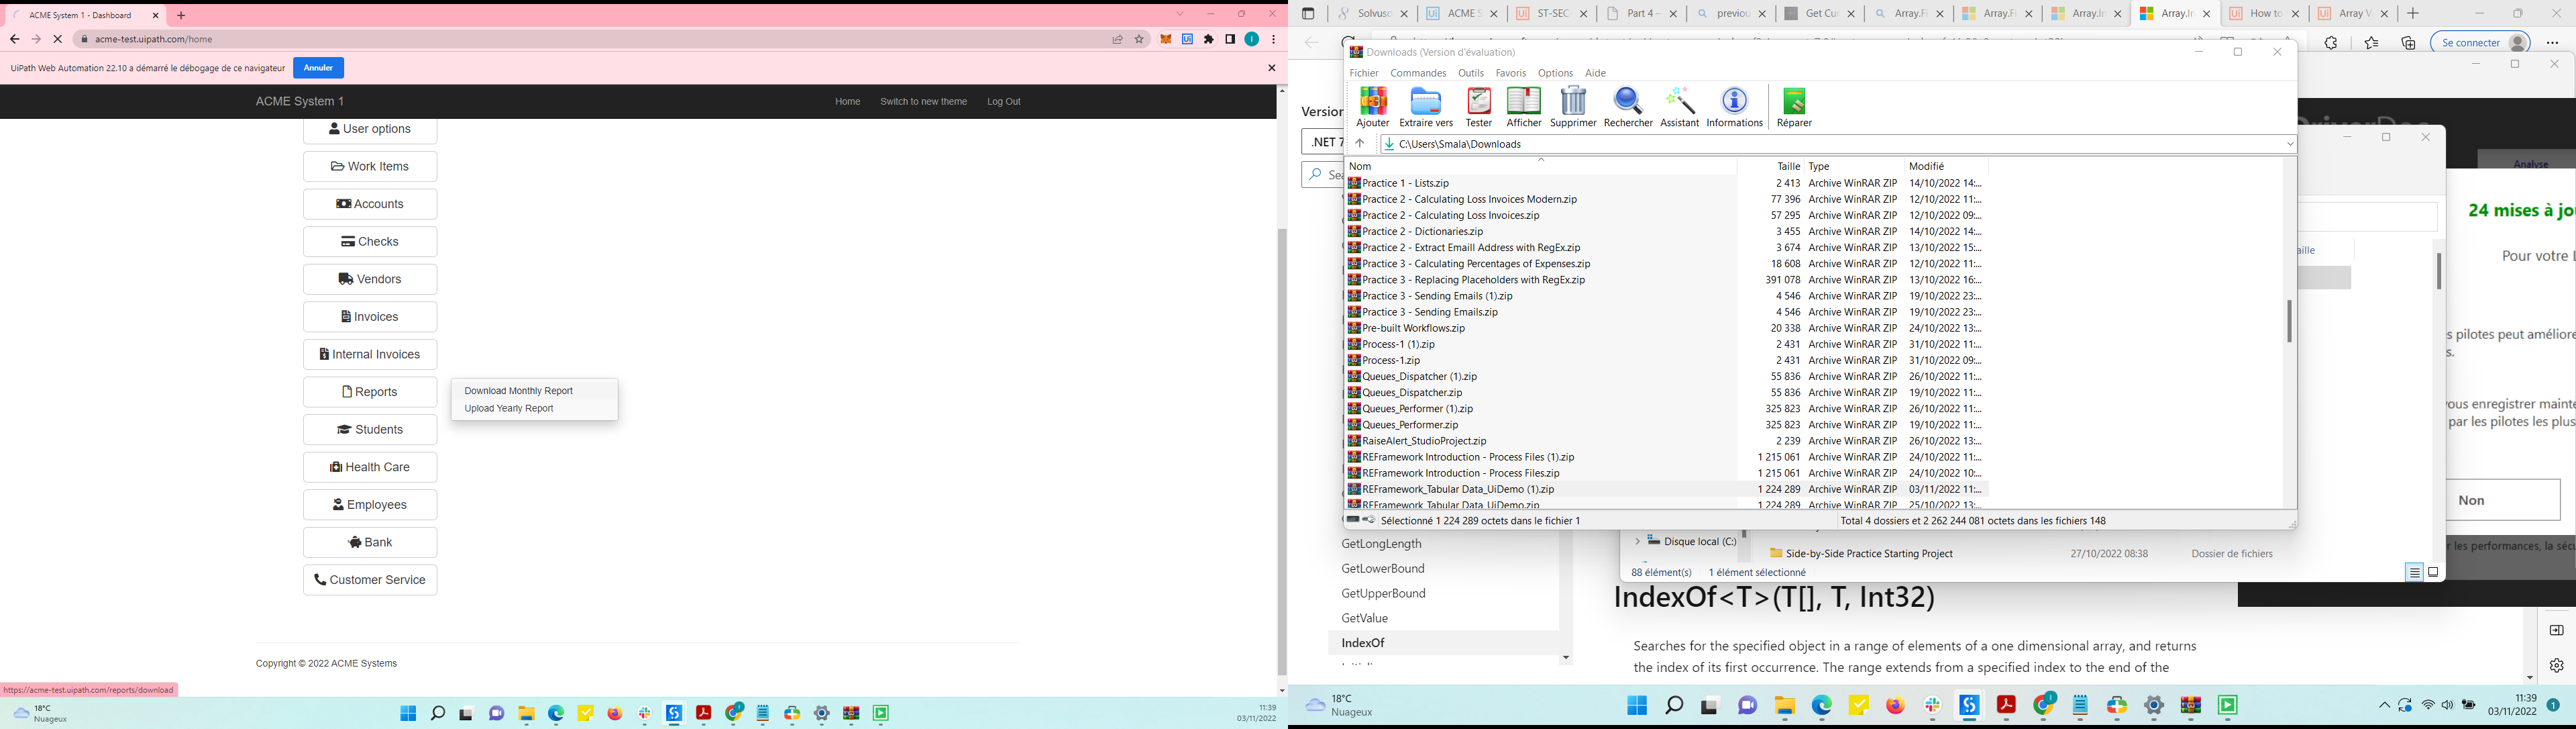 ACME System 1 - Dashboard
acme-test.uipath.com/home
UiPath Web Automation 22.10 a démarré le débogage de ce navigateur
Annuler
ACME System 1
Home
Switch to new theme
Log Out
User options
Work Items
Accounts
Checks
Vendors
Invoices
Internal Invoices
Reports
Download Monthly Report
Upload Yearly Report
Students
Health Care
Employees
Bank
Customer Service
Copyright © 2022 ACME Systems
https://acme-test.uipath.com/reports/download
18°C
Nuageux
11:39
03/11/2022
Solvuso
ACME S
ST-SEC
Part 4 –
previou
Get Cur
Array.Fi
Array.Fi
Array.In
Array.In
How to
Array V
Se connecter
Version
.NET 7
Sea
Downloads (Version d'évaluation)
Fichier Commandes Outils Favoris Options Aide
Ajouter Extraire vers Tester Afficher Supprimer Rechercher Assistant Informations Réparer
C:\Users\Smala\Downloads
Nom Taille Type Modifié
Practice 1 - Lists.zip 2 413 Archive WinRAR ZIP 14/10/2022 14:...
Practice 2 - Calculating Loss Invoices Modern.zip 77 396 Archive WinRAR ZIP 12/10/2022 11:...
Practice 2 - Calculating Loss Invoices.zip 57 295 Archive WinRAR ZIP 12/10/2022 09:...
Practice 2 - Dictionaries.zip 3 455 Archive WinRAR ZIP 14/10/2022 14:...
Practice 2 - Extract Emaill Address with RegEx.zip 3 674 Archive WinRAR ZIP 13/10/2022 15:...
Practice 3 - Calculating Percentages of Expenses.zip 18 608 Archive WinRAR ZIP 12/10/2022 11:...
Practice 3 - Replacing Placeholders with RegEx.zip 391 078 Archive WinRAR ZIP 13/10/2022 16:...
Practice 3 - Sending Emails (1).zip 4 546 Archive WinRAR ZIP 19/10/2022 23:...
Practice 3 - Sending Emails.zip 4 546 Archive WinRAR ZIP 19/10/2022 23:...
Pre-built Workflows.zip 20 338 Archive WinRAR ZIP 24/10/2022 13:...
Process-1 (1).zip 2 431 Archive WinRAR ZIP 31/10/2022 11:...
Process-1.zip 2 431 Archive WinRAR ZIP 31/10/2022 09:...
Queues_Dispatcher (1).zip 55 836 Archive WinRAR ZIP 26/10/2022 11:...
Queues_Dispatcher.zip 55 836 Archive WinRAR ZIP 19/10/2022 11:...
Queues_Performer (1).zip 325 823 Archive WinRAR ZIP 26/10/2022 11:...
Queues_Performer.zip 325 823 Archive WinRAR ZIP 19/10/2022 11:...
RaiseAlert_StudioProject.zip 2 239 Archive WinRAR ZIP 26/10/2022 13:...
REFramework Introduction - Process Files (1).zip 1 215 061 Archive WinRAR ZIP 24/10/2022 11:...
REFramework Introduction - Process Files.zip 1 215 061 Archive WinRAR ZIP 24/10/2022 10:...
REFramework_Tabular Data_UiDemo (1).zip 1 224 289 Archive WinRAR ZIP 03/11/2022 11:...
REFramework_Tabular Data_UiDemo.zip 1 224 289 Archive WinRAR ZIP 25/10/2022 13:...
Sélectionné 1 224 289 octets dans le fichier 1
Total 4 dossiers et 2 262 244 081 octets dans les fichiers 148
Analyse
24 mises à jo
aille
Pour votre
s pilotes peut améliore
s.
ous enregistrer mainte
par les pilotes les plus
Non
r les performances, la sécu
Disque local (C:)
Side-by-Side Practice Starting Project 27/10/2022 08:38 Dossier de fichiers
88 élément(s) 1 élément sélectionné
GetLongLength
GetLowerBound
GetUpperBound
GetValue
IndexOf
IndexOf<T>(T[], T, Int32)
Searches for the specified object in a range of elements of a one dimensional array, and returns
the index of its first occurrence. The range extends from a specified index to the end of the
18°C
Nuageux
11:39
03/11/2022
1